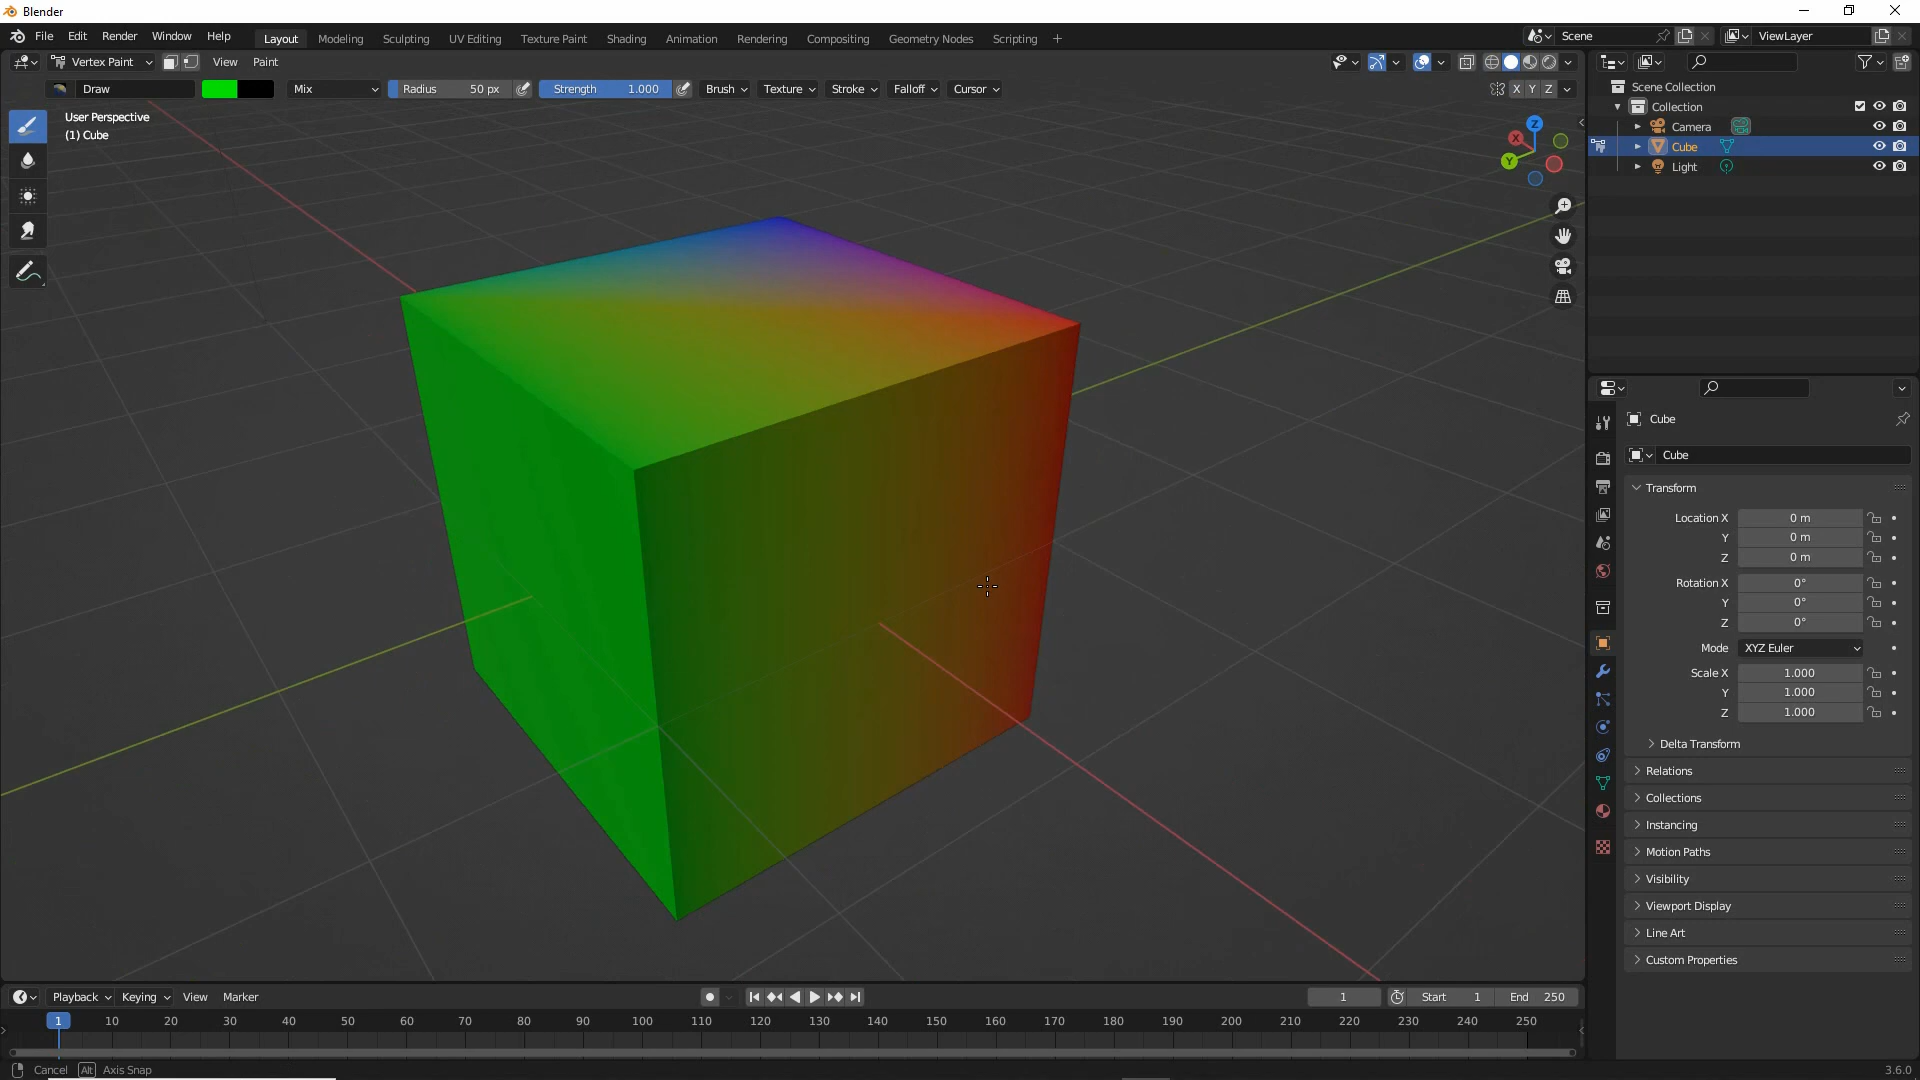 Blender
File Edit Render Window Help Layout Modeling Sculpting UV Editing Texture Paint Shading Animation Rendering Compositing Geometry Nodes Scripting + Scene ViewLayer
Vertex Paint View Paint
Draw Mix Radius 50 px Strength 1.000 Brush Texture Stroke Falloff Cursor X Y Z
User Perspective
(1) Cube
Z
X
Y
Scene Collection
Collection
Camera
Cube
Light
Cube
Cube
Transform
Location X 0 m
Y 0 m
Z 0 m
Rotation X 0°
Y 0°
Z 0°
Mode XYZ Euler
Scale X 1.000
Y 1.000
Z 1.000
Delta Transform
Relations
Collections
Instancing
Motion Paths
Visibility
Viewport Display
Line Art
Custom Properties
Playback Keying View Marker 1 Start 1 End 250
1 10 20 30 40 50 60 70 80 90 100 110 120 130 140 150 160 170 180 190 200 210 220 230 240 250
Cancel Alt Axis Snap 3.6.0